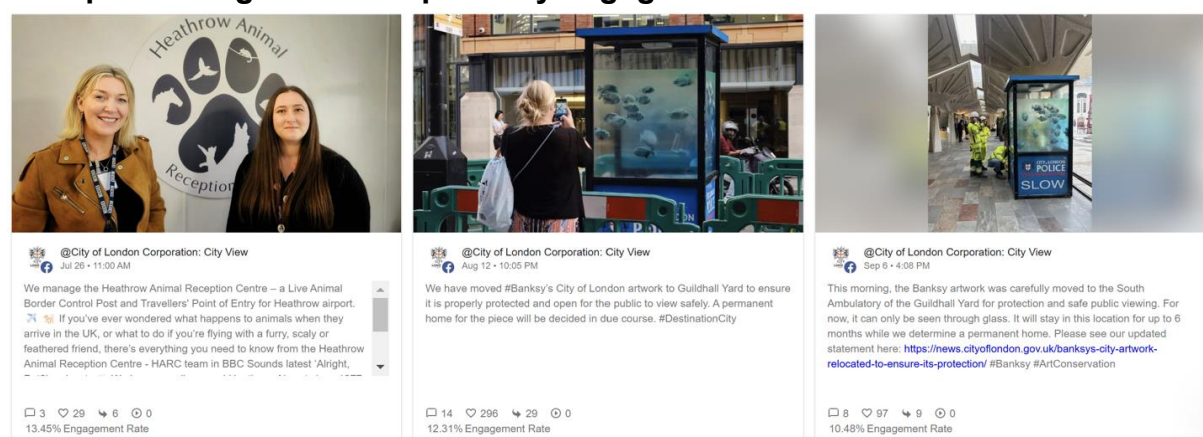 Heathrow Animal
Reception
POLICE
SLOW
@City of London Corporation: City View
Jul 26 • 11:00 AM
We manage the Heathrow Animal Reception Centre – a Live Animal
Border Control Post and Travellers' Point of Entry for Heathrow airport.
✈️ 🐑 If you've ever wondered what happens to animals when they
arrive in the UK, or what to do if you're flying with a furry, scaly or
feathered friend, there's everything you need to know from the Heathrow
Animal Reception Centre - HARC team in BBC Sounds latest 'Alright,
3 29 6 0
13.45% Engagement Rate
@City of London Corporation: City View
Aug 12 • 10:05 PM
We have moved #Banksy's City of London artwork to Guildhall Yard to ensure
it is properly protected and open for the public to view safely. A permanent
home for the piece will be decided in due course. #DestinationCity
14 296 29 0
12.31% Engagement Rate
@City of London Corporation: City View
Sep 6 • 4:08 PM
This morning, the Banksy artwork was carefully moved to the South
Ambulatory of the Guildhall Yard for protection and safe public viewing. For
now, it can only be seen through glass. It will stay in this location for up to 6
months while we determine a permanent home. Please see our updated
statement here: https://news.cityoflondon.gov.uk/banksys-city-artwork-
relocated-to-ensure-its-protection/ #Banksy #ArtConservation
8 97 9 0
10.48% Engagement Rate